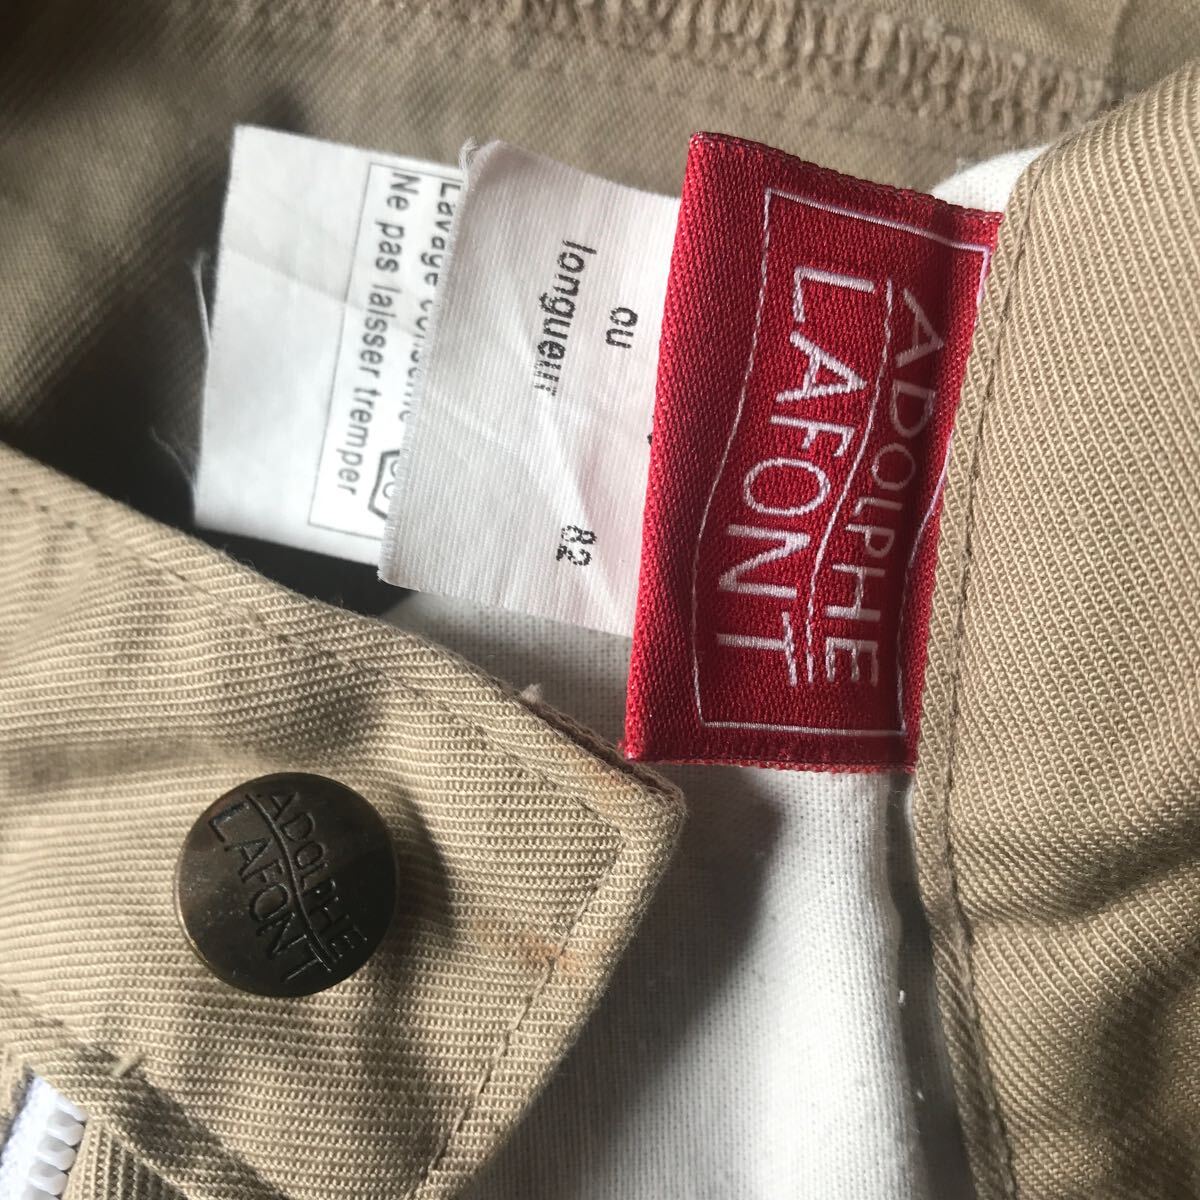 ADOLPHE
LAFONT
ou
longueur 82
Lavage
Ne pas laisser tremper
ADOLPHE
LAFONT